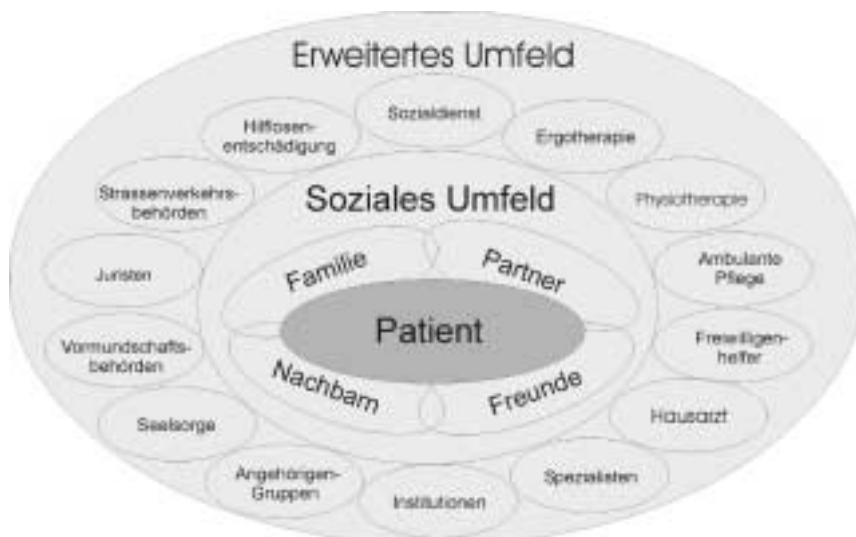 Erweitertes Umfeld
Sozialdienst
Hilflosen-
entschädigung
Ergotherapie
Strassenverkehrs-
behörden
Soziales Umfeld
Physiotherapie
Familie
Partner
Juristen
Ambulante
Pflege
Patient
Vormundschafts-
behörden
Freiwilligen-
helfer
Nachbarn
Freunde
Seelsorge
Hausarzt
Angehörigen-
Gruppen
Institutionen
Spezialisten